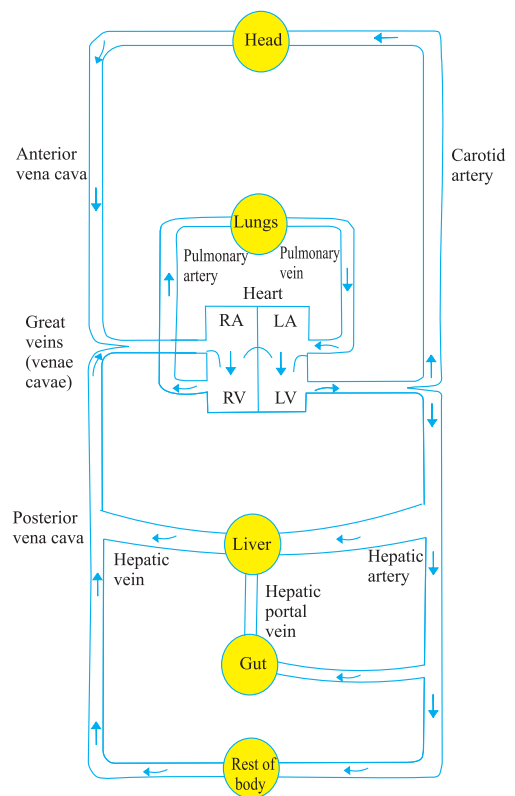 Head
Anterior
vena cava
Carotid
artery
Lungs
Pulmonary
artery
Pulmonary
vein
Heart
RA
LA
Great
veins
(venae
cavae)
RV
LV
Posterior
vena cava
Liver
Hepatic
vein
Hepatic
artery
Hepatic
portal
vein
Gut
Rest of
body